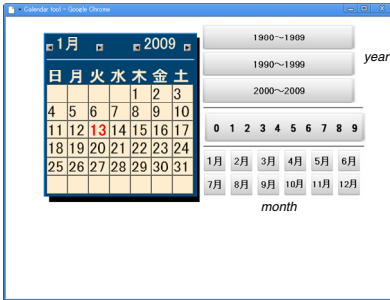 Calendar tool - Google Chrome
1月 2009
日 月 火 水 木 金 土
1 2 3
4 5 6 7 8 9 10
11 12 13 14 15 16 17
18 19 20 21 22 23 24
25 26 27 28 29 30 31
1980～1989
1990～1999
2000～2009
year
0 1 2 3 4 5 6 7 8 9
1月 2月 3月 4月 5月 6月
7月 8月 9月 10月 11月 12月
month